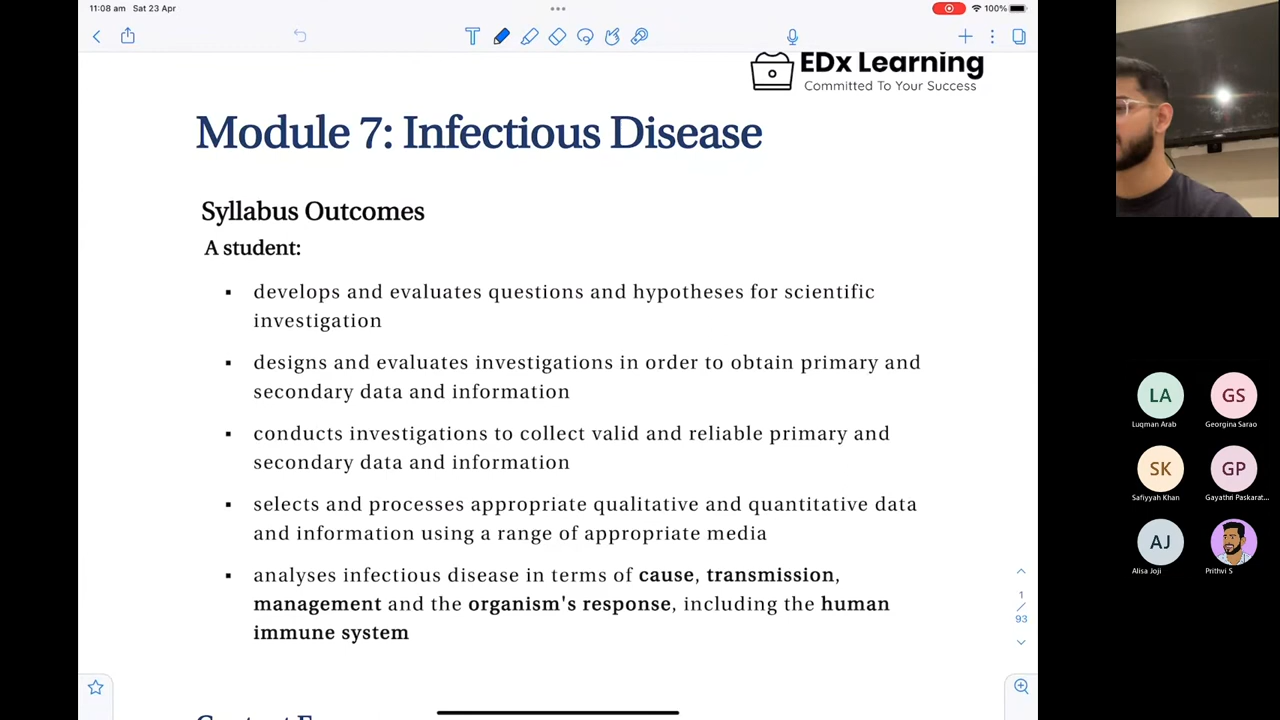 11:08 am Sat 23 Apr
100%
EDx Learning
Committed To Your Success
Module 7: Infectious Disease
Syllabus Outcomes
A student:
▪ develops and evaluates questions and hypotheses for scientific
investigation
▪ designs and evaluates investigations in order to obtain primary and
secondary data and information
▪ conducts investigations to collect valid and reliable primary and
secondary data and information
▪ selects and processes appropriate qualitative and quantitative data
and information using a range of appropriate media
▪ analyses infectious disease in terms of cause, transmission,
management and the organism's response, including the human
immune system
1
/
93
LA
Luqman Arab
GS
Georgina Sarao
SK
Safiyyah Khan
GP
Gayathri Paskarat...
AJ
Alisa Joji
Prithvi S